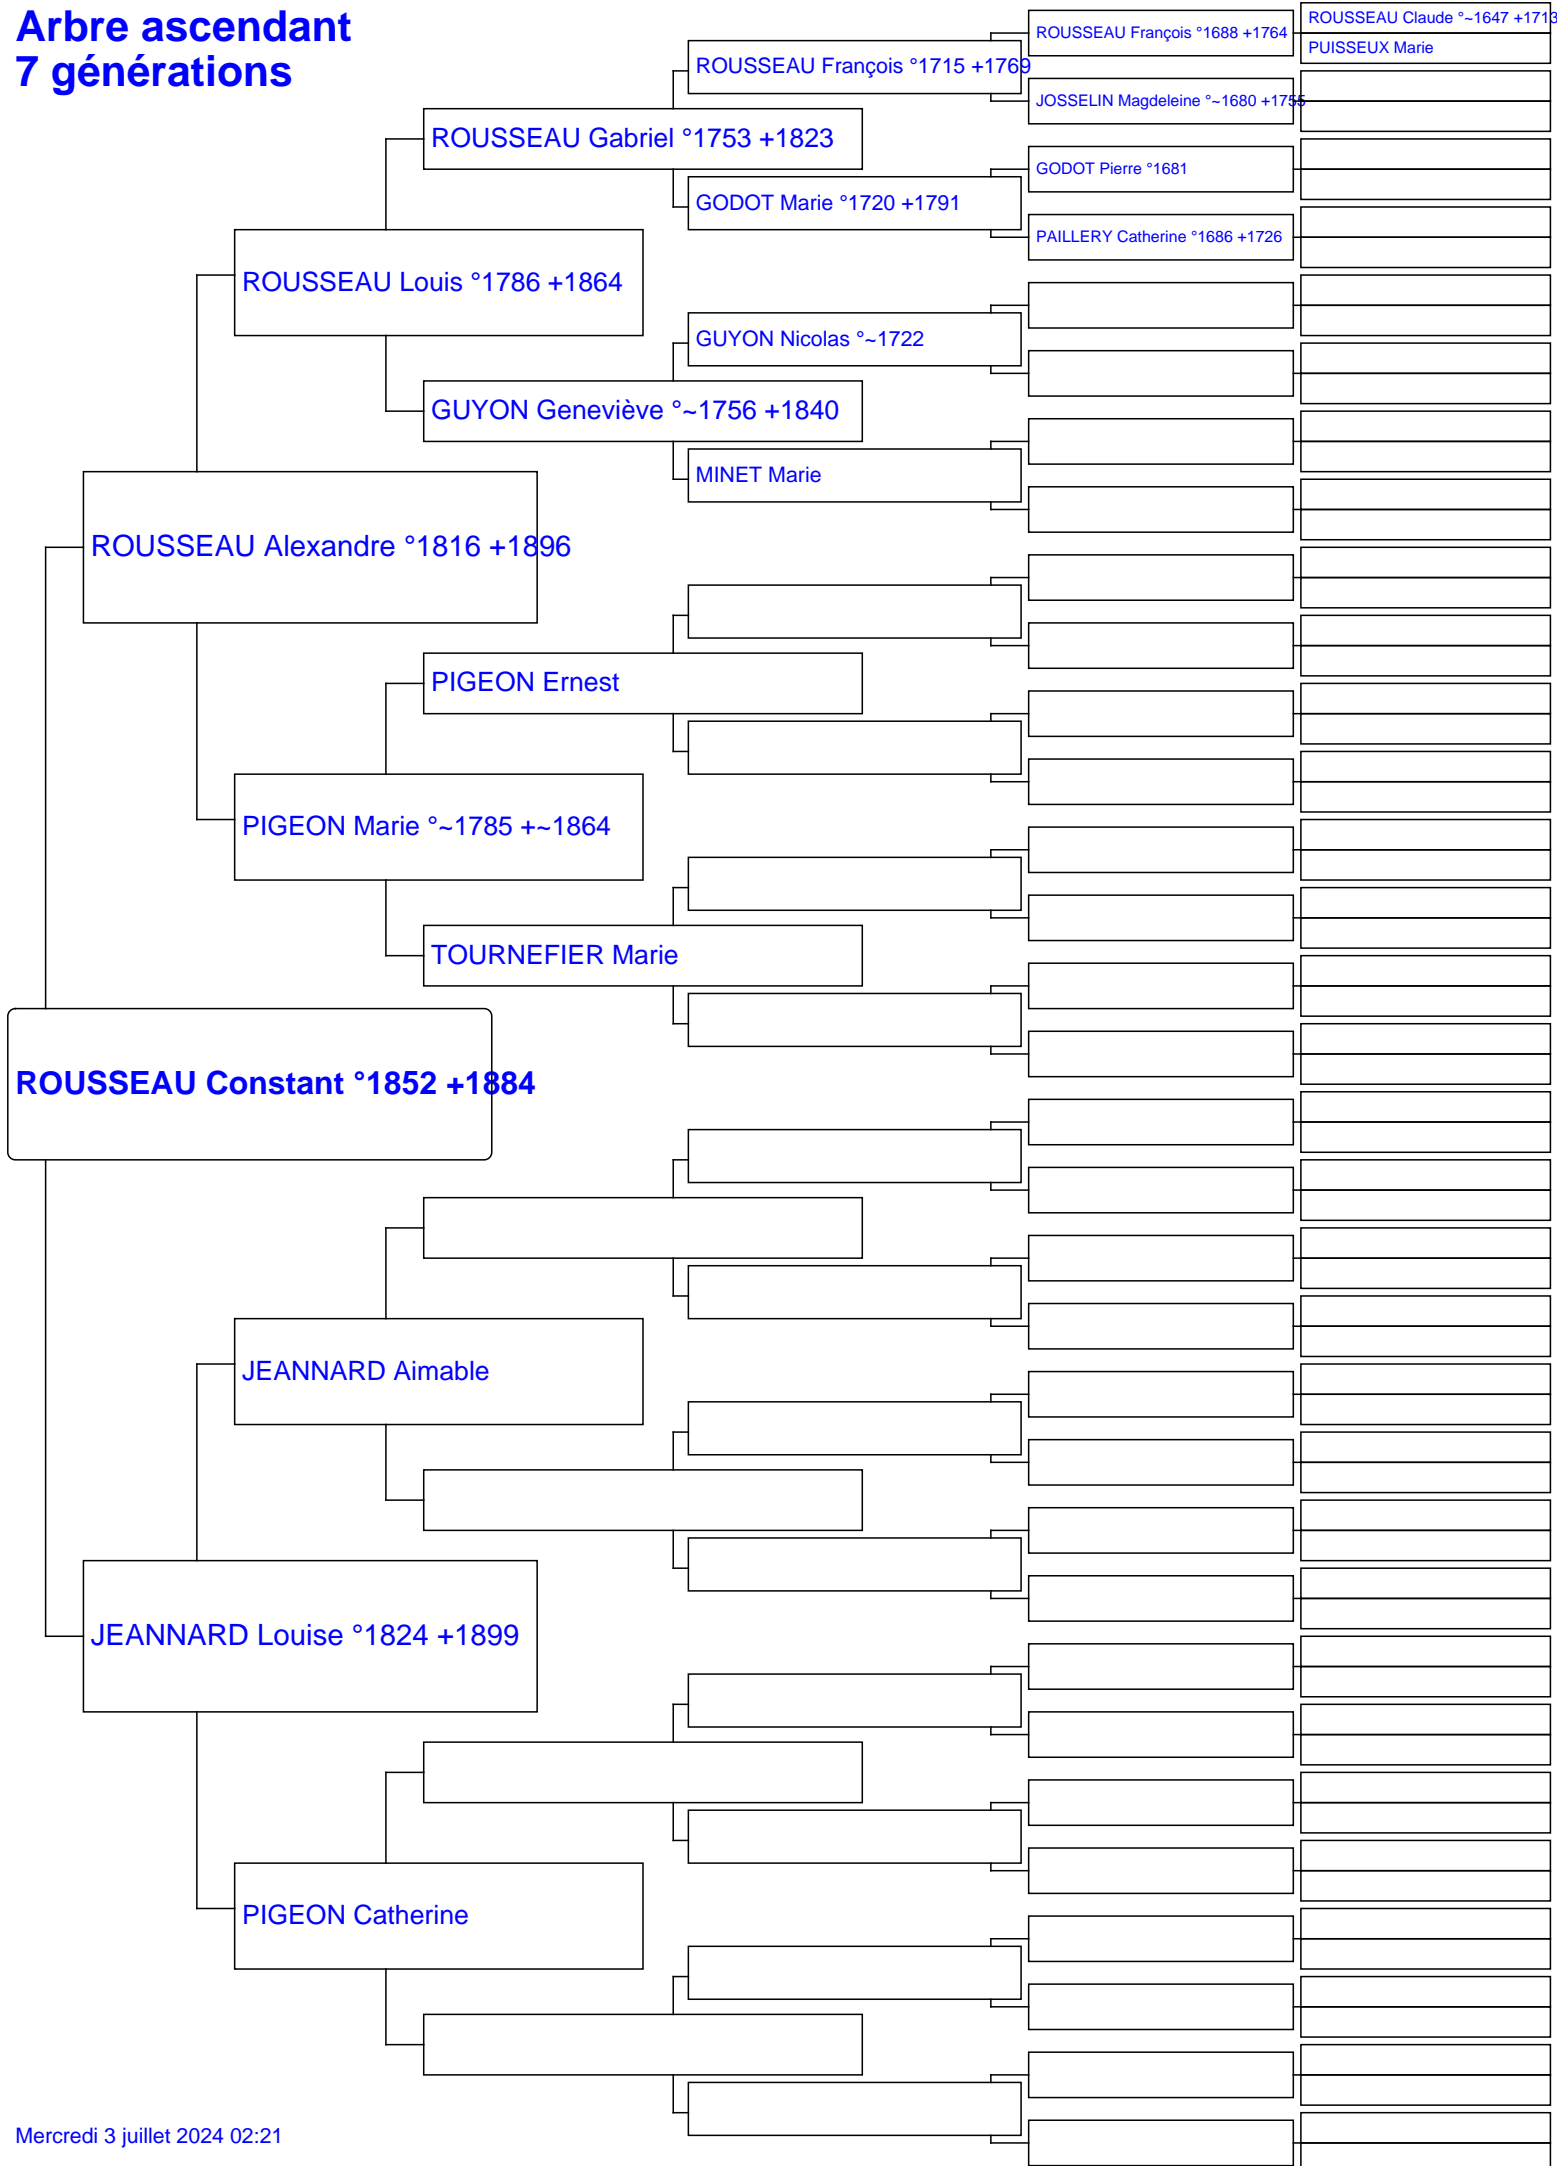 Arbre ascendant
7 générations
ROUSSEAU Claude °~1647 +1713
ROUSSEAU François °1688 +1764
PUISSEUX Marie
ROUSSEAU François °1715 +1769
JOSSELIN Magdeleine °~1680 +1755
ROUSSEAU Gabriel °1753 +1823
GODOT Pierre °1681
GODOT Marie °1720 +1791
PAILLERY Catherine °1686 +1726
ROUSSEAU Louis °1786 +1864
GUYON Nicolas °~1722
GUYON Geneviève °~1756 +1840
MINET Marie
ROUSSEAU Alexandre °1816 +1896
PIGEON Ernest
PIGEON Marie °~1785 +~1864
TOURNEFIER Marie
ROUSSEAU Constant °1852 +1884
JEANNARD Aimable
JEANNARD Louise °1824 +1899
PIGEON Catherine
Mercredi 3 juillet 2024 02:21